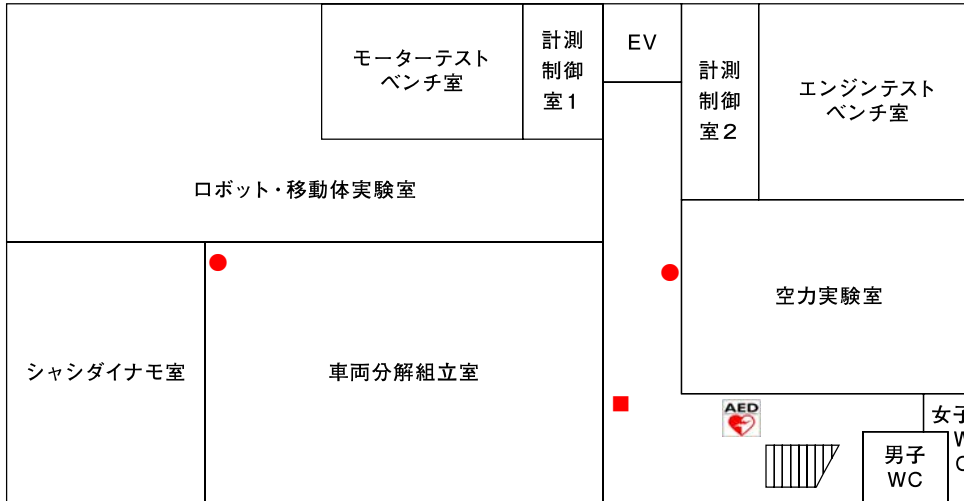 モーターテスト
ベンチ室
計測
制御
室1
EV
計測
制御
室2
エンジンテスト
ベンチ室
ロボット・移動体実験室
空力実験室
シャシダイナモ室
車両分解組立室
AED
女子
男子
WC